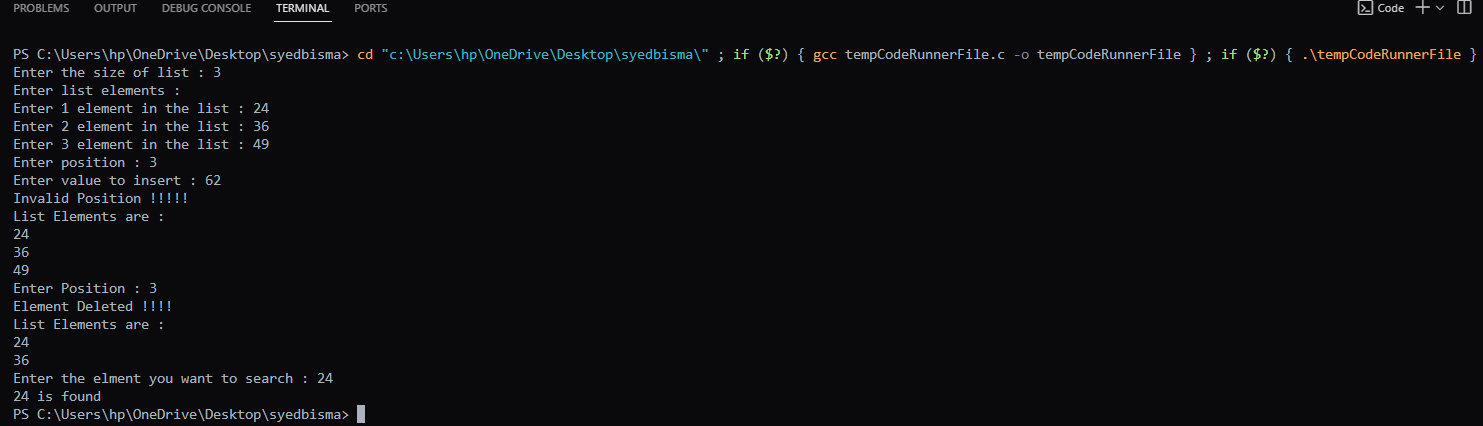 PROBLEMS OUTPUT DEBUG CONSOLE TERMINAL PORTS Code
PS C:\Users\hp\OneDrive\Desktop\syedbisma> cd "c:\Users\hp\OneDrive\Desktop\syedbisma\" ; if ($?) { gcc tempCodeRunnerFile.c -o tempCodeRunnerFile } ; if ($?) { .\tempCodeRunnerFile }
Enter the size of list : 3
Enter list elements :
Enter 1 element in the list : 24
Enter 2 element in the list : 36
Enter 3 element in the list : 49
Enter position : 3
Enter value to insert : 62
Invalid Position !!!!!
List Elements are :
24
36
49
Enter Position : 3
Element Deleted !!!!
List Elements are :
24
36
Enter the elment you want to search : 24
24 is found
PS C:\Users\hp\OneDrive\Desktop\syedbisma>